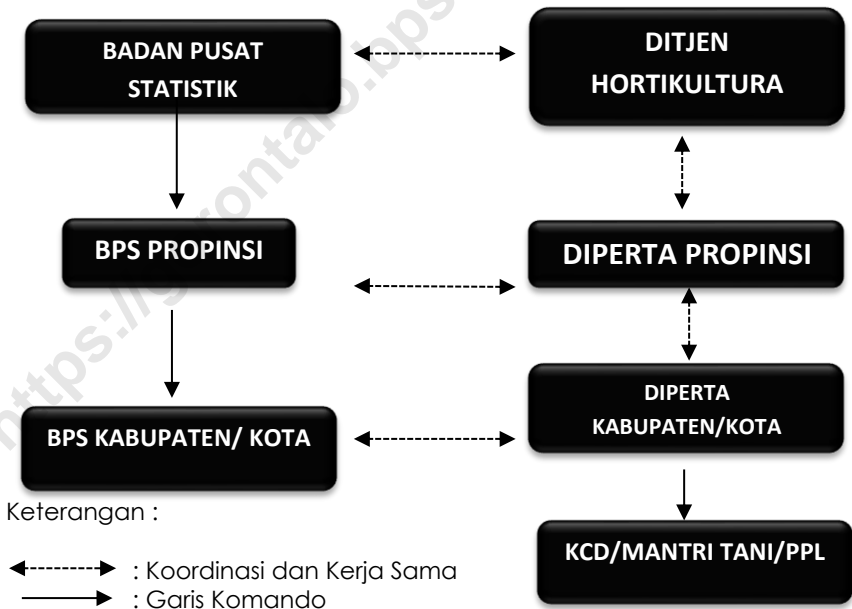 BADAN PUSAT
STATISTIK
DITJEN
HORTIKULTURA
BPS PROPINSI
DIPERTA PROPINSI
BPS KABUPATEN/ KOTA
DIPERTA
KABUPATEN/KOTA
KCD/MANTRI TANI/PPL
Keterangan :
: Koordinasi dan Kerja Sama
: Garis Komando